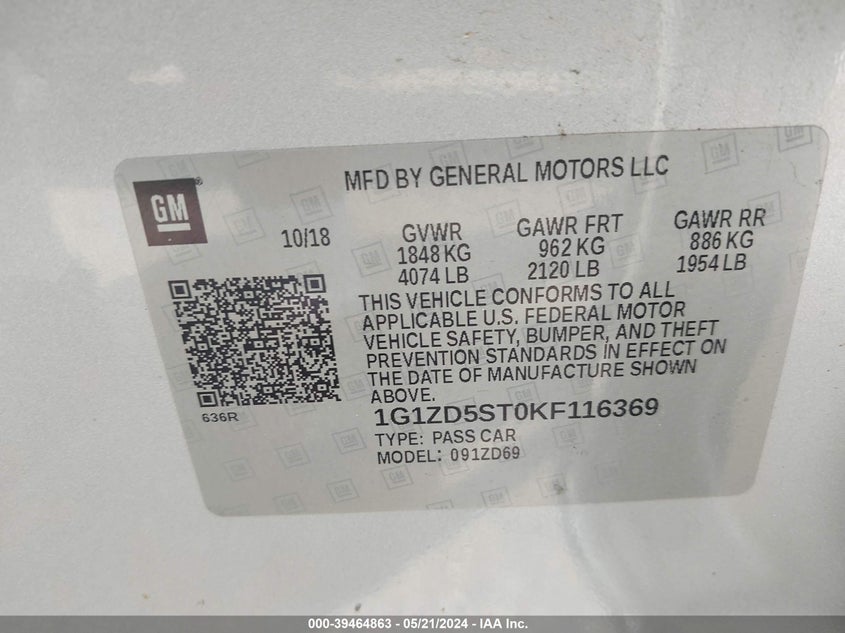 MFD BY GENERAL MOTORS LLC
GM
10/18
GVWR
1848 KG
4074 LB
GAWR FRT
962 KG
2120 LB
GAWR RR
886 KG
1954 LB
THIS VEHICLE CONFORMS TO ALL
APPLICABLE U.S. FEDERAL MOTOR
VEHICLE SAFETY, BUMPER, AND THEFT
PREVENTION STANDARDS IN EFFECT ON
THE DATE OF MANUFACTURE SHOWN
ABOVE.
636R
1G1ZD5ST0KF116369
TYPE: PASS CAR
MODEL: 091ZD69
000-39464863 - 05/21/2024 - IAA Inc.